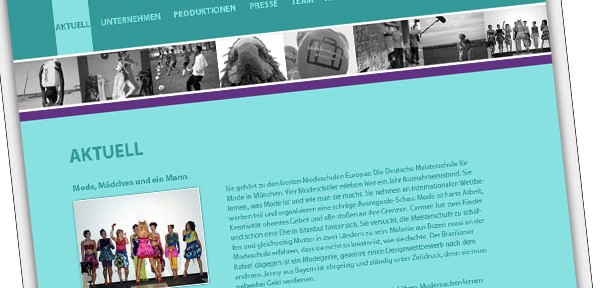 AKTUELL UNTERNEHMEN PRODUKTIONEN PRESSE TEAM
AKTUELL
Mode, Mädchen und ein Mann
Sie gehört zu den besten Modeschulen Europas: Die Deutsche Meisterschule für
Mode in München. Vier Modeschüler erleben hier ein Jahr Ausnahmezustand. Sie
lernen, was Mode ist und wie man sie macht. Sie nehmen an internationalen Wettbe-
werben teil und organisieren eine schräge Avantgarde-Schau. Mode ist harte Arbeit,
Kreativität oberstes Gebot und alle stoßen an ihre Grenzen. Carmen hat zwei Kinder
und schon eine Ehe in Istanbul hinter sich. Sie versucht, die Meisterschule zu schaf-
fen und gleichzeitig Mutter in zwei Ländern zu sein. Melanie aus Bozen muss an der
Modeschule erfahren, dass sie nicht so kreativ ist, wie sie dachte. Der Brasilianer
Rafael dagegen ist ein Modegenie, gewinnt einen Designwettbewerb nach dem
anderen. Jenny aus Bayern ist ehrgeizig und ständig unter Zeitdruck, denn sie muss
nebenbei Geld verdienen.
Modemachen lernen